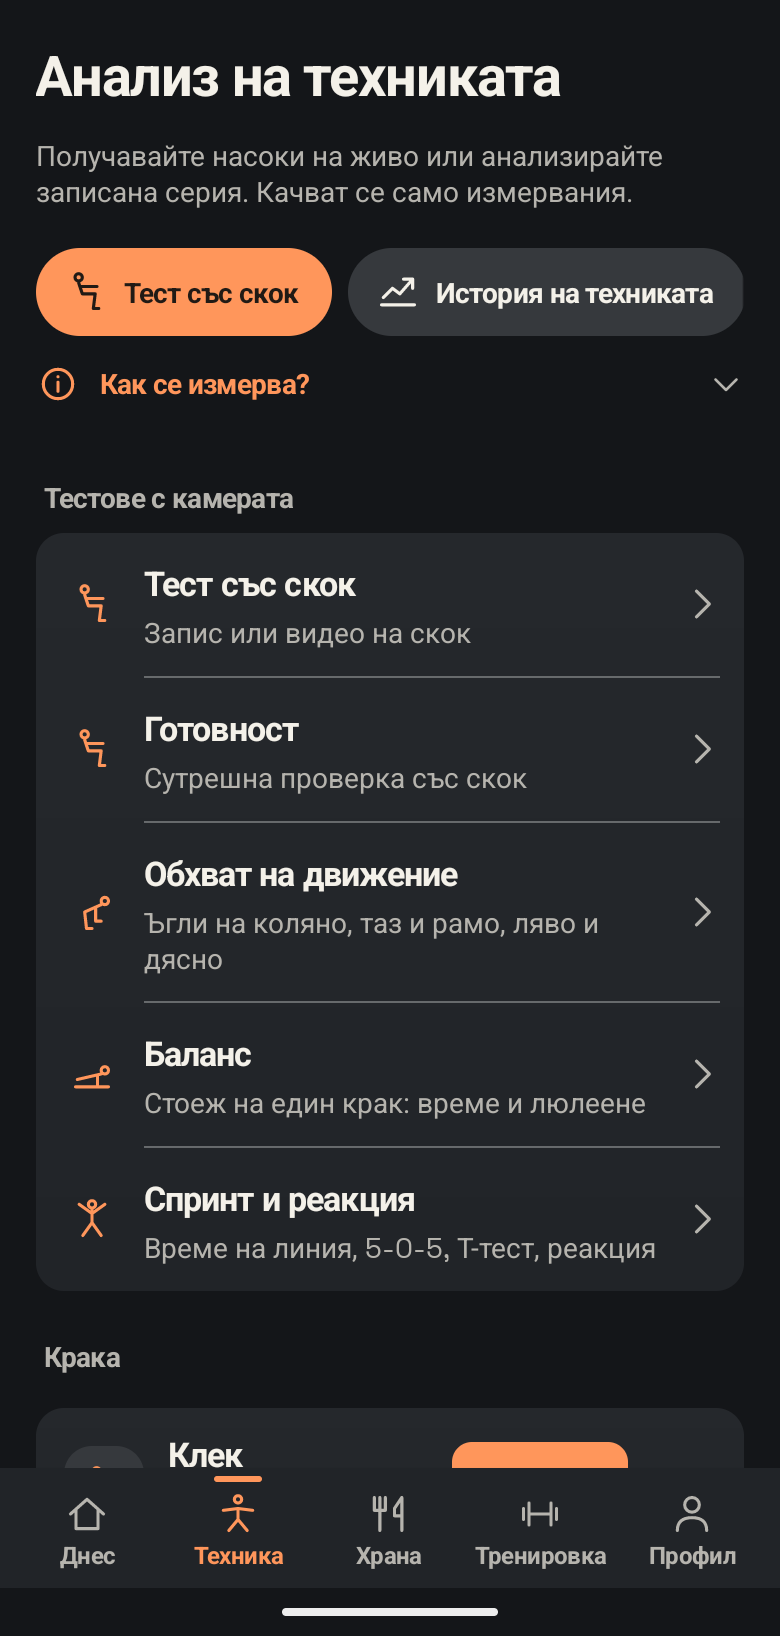 Анализ на техниката
Получавайте насоки на живо или анализирайте
записана серия. Качват се само измервания.
Тест със скок
История на техниката
Как се измерва?
Тестове с камерата
Тест със скок
Запис или видео на скок
Готовност
Сутрешна проверка със скок
Обхват на движение
Ъгли на коляно, таз и рамо, ляво и
дясно
Баланс
Стоеж на един крак: време и люлеене
Спринт и реакция
Време на линия, 5-0-5, Т-тест, реакция
Крака
Клек
Днес
Техника
Храна
Тренировка
Профил